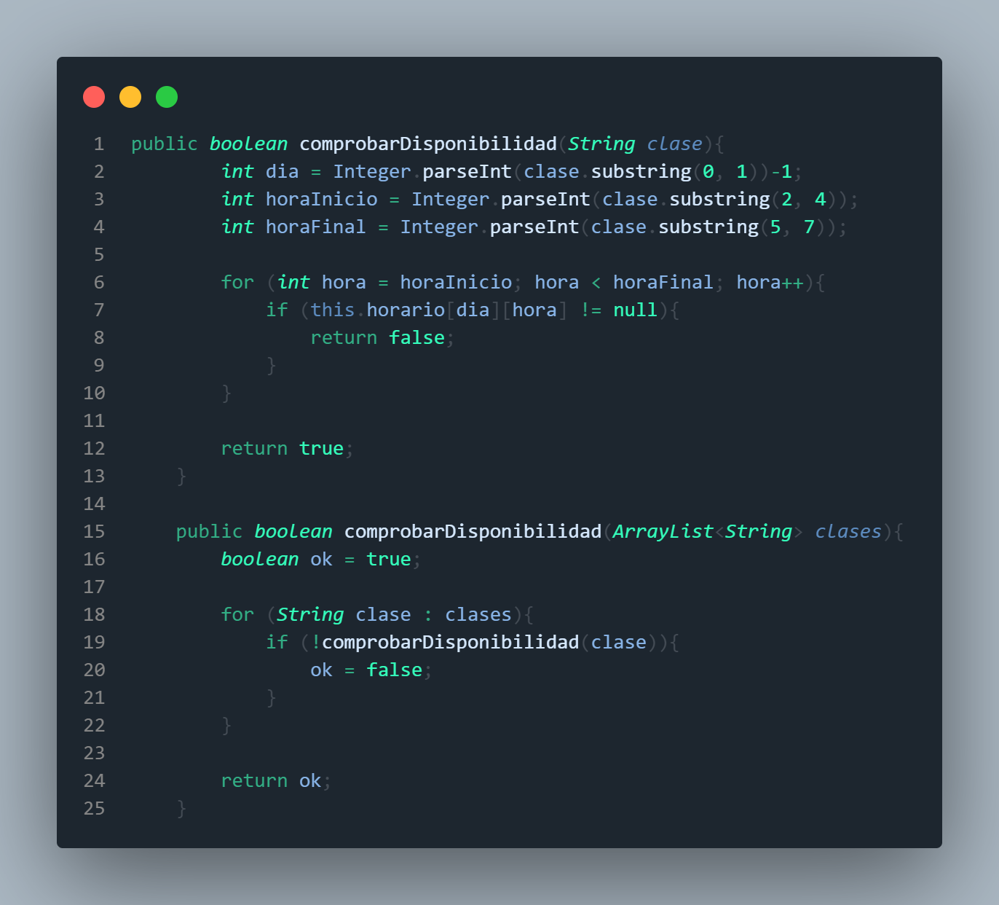 1 public boolean comprobarDisponibilidad(String clase){
2         int dia = Integer.parseInt(clase.substring(0, 1))-1;
3         int horaInicio = Integer.parseInt(clase.substring(2, 4));
4         int horaFinal = Integer.parseInt(clase.substring(5, 7));
5
6         for (int hora = horaInicio; hora < horaFinal; hora++){
7             if (this.horario[dia][hora] != null){
8                 return false;
9             }
10         }
11
12         return true;
13     }
14
15     public boolean comprobarDisponibilidad(ArrayList<String> clases){
16         boolean ok = true;
17
18         for (String clase : clases){
19             if (!comprobarDisponibilidad(clase)){
20                 ok = false;
21             }
22         }
23
24         return ok;
25     }